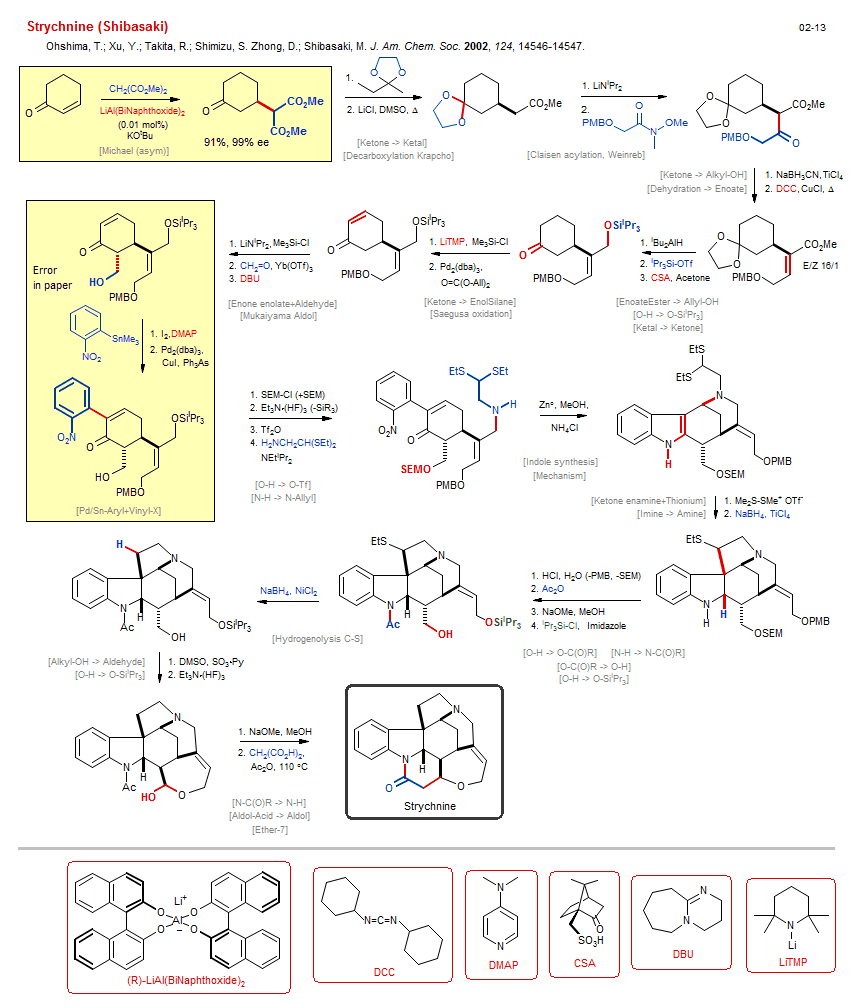 Strychnine (Shibasaki)
02-13
Ohshima, T.; Xu, Y.; Takita, R.; Shimizu, S. Zhong, D.; Shibasaki, M. J. Am. Chem. Soc. 2002, 124, 14546-14547.
O
CH₂(CO₂Me)₂
LiAl(BiNaphthoxide)₂
(0.01 mol%)
KOᵗBu
[Michael (asym)]
O
CO₂Me
CO₂Me
91%, 99% ee
1.
O O
2. LiCl, DMSO, Δ
[Ketone -> Ketal]
[Decarboxylation Krapcho]
O
O
CO₂Me
1. LiNⁱPr₂
2.
PMBO
O
N
OMe
[Claisen acylation, Weinreb]
O
O
CO₂Me
PMBO
O
[Ketone -> Alkyl-OH]
[Dehydration -> Enoate]
1. NaBH₃CN, TiCl₄
2. DCC, CuCl, Δ
O
O
CO₂Me
PMBO
E/Z 16/1
1. ⁱBu₂AlH
2. ⁱPr₃Si-OTf
3. CSA, Acetone
[EnoateEster -> Allyl-OH]
[O-H -> O-SiⁱPr₃]
[Ketal -> Ketone]
OSiⁱPr₃
O
PMBO
1. LiTMP, Me₃Si-Cl
2. Pd₂(dba)₃,
O=C(O-All)₂
[Ketone -> EnolSilane]
[Saegusa oxidation]
OSiⁱPr₃
O
PMBO
1. LiNⁱPr₂, Me₃Si-Cl
2. CH₂=O, Yb(OTf)₃
3. DBU
[Enone enolate+Aldehyde]
[Mukaiyama Aldol]
OSiⁱPr₃
O
HO
PMBO
Error
in paper
SnMe₃
NO₂
1. I₂, DMAP
2. Pd₂(dba)₃,
CuI, Ph₃As
O₂N
O
OSiⁱPr₃
HO
PMBO
[Pd/Sn-Aryl+Vinyl-X]
1. SEM-Cl (+SEM)
2. Et₃N•(HF)₃ (-SiR₃)
3. Tf₂O
4. H₂NCH₂CH(SEt)₂
NEtⁱPr₂
[O-H -> O-Tf]
[N-H -> N-Allyl]
EtS
SEt
N
H
O₂N
O
SEMO
PMBO
Zn°, MeOH,
NH₄Cl
[Indole synthesis]
[Mechanism]
EtS
EtS
N
N
H
OPMB
OSEM
[Ketone enamine+Thionium]
[Imine -> Amine]
1. Me₂S-SMe⁺ OTf⁻
2. NaBH₄, TiCl₄
EtS
N
N
H
H
OPMB
OSEM
1. HCl, H₂O (-PMB, -SEM)
2. Ac₂O
3. NaOMe, MeOH
4. ⁱPr₃Si-Cl, Imidazole
[O-H -> O-C(O)R] [N-H -> N-C(O)R]
[O-C(O)R -> O-H]
[O-H -> O-SiⁱPr₃]
EtS
N
N
H
Ac
OSiⁱPr₃
OH
NaBH₄, NiCl₂
[Hydrogenolysis C-S]
H
N
N
H
Ac
OSiⁱPr₃
OH
[Alkyl-OH -> Aldehyde]
[O-H -> O-SiⁱPr₃]
1. DMSO, SO₃•Py
2. Et₃N•(HF)₃
N
N
H
Ac
HO
O
1. NaOMe, MeOH
2. CH₂(CO₂H)₂,
Ac₂O, 110 °C
[N-C(O)R -> N-H]
[Aldol-Acid -> Aldol]
[Ether-7]
N
N
H
O
O
Strychnine
Li⁺
O O
Al
−
O O
(R)-LiAl(BiNaphthoxide)₂
N=C=N
DCC
N
N
DMAP
O
SO₃H
CSA
N
N
DBU
N
Li
LiTMP